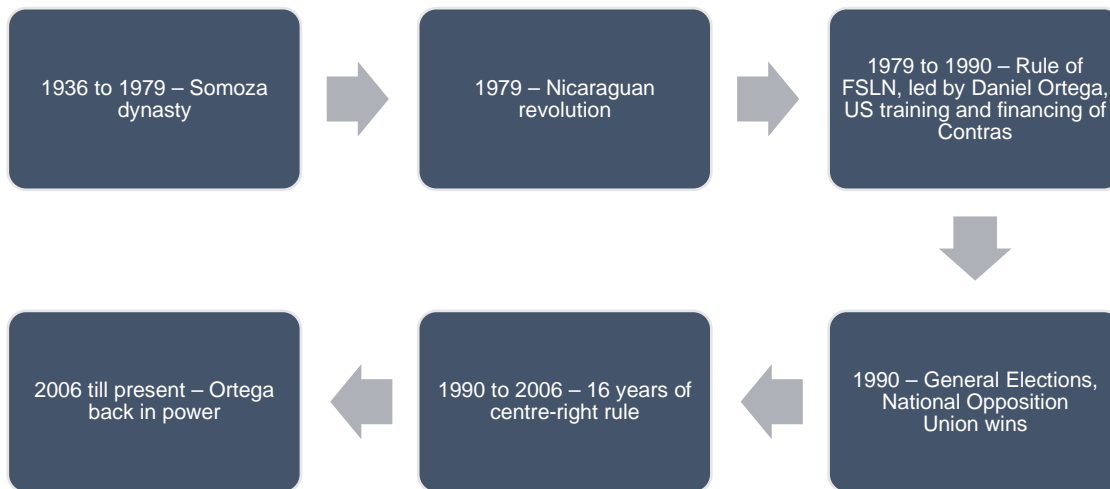 1936 to 1979 – Somoza
dynasty
1979 – Nicaraguan
revolution
1979 to 1990 – Rule of
FSLN, led by Daniel Ortega,
US training and financing of
Contras
1990 – General Elections,
National Opposition
Union wins
1990 to 2006 – 16 years of
centre-right rule
2006 till present – Ortega
back in power